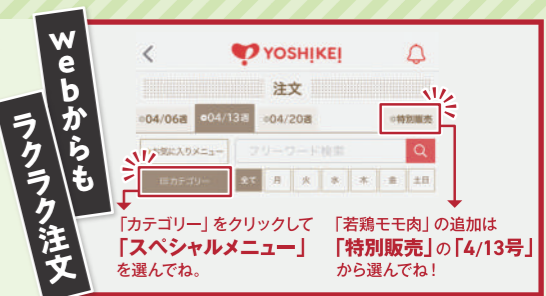 webからも
ラクラク注文
YOSHIKEI
注文
04/06週
04/13週
04/20週
特別販売
お気に入りメニュー
フリーワード検索
カテゴリー
全て 月 火 水 木 金 土日
「カテゴリー」をクリックして
「スペシャルメニュー」
を選んでね。
「若鶏モモ肉」の追加は
「特別販売」の「4/13号」
から選んでね!